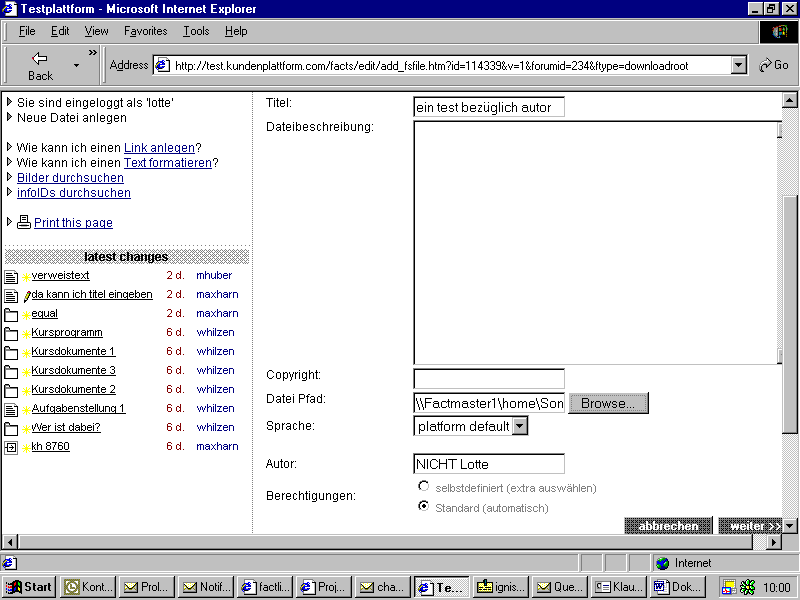 Testplattform - Microsoft Internet Explorer
File Edit View Favorites Tools Help
Back » Address http://test.kundenplattform.com/facts/edit/add_fsfile.htm?id=114339&v=1&forumid=234&ftype=downloadroot Go
Sie sind eingeloggt als 'lotte'
Neue Datei anlegen
Wie kann ich einen Link anlegen?
Wie kann ich einen Text formatieren?
Bilder durchsuchen
infoIDs durchsuchen
Print this page
latest changes
verweistext 2 d. mhuber
da kann ich titel eingeben 2 d. maxharn
equal 2 d. maxharn
Kursprogramm 6 d. whilzen
Kursdokumente 1 6 d. whilzen
Kursdokumente 3 6 d. whilzen
Kursdokumente 2 6 d. whilzen
Aufgabenstellung 1 6 d. whilzen
Wer ist dabei? 6 d. whilzen
kh 8760 6 d. maxharn
Titel: ein test bezüglich autor
Dateibeschreibung:
Copyright:
Datei Pfad: \\Factmaster1\home\Son Browse...
Sprache: platform default
Autor: NICHT Lotte
Berechtigungen: selbstdefiniert (extra auswählen)
Standard (automatisch)
abbrechen weiter >>
Internet
Start Kont... Prol... Notif... factli... Proj... cha... Te... ignis... Que... Klau... Dok... 10:00